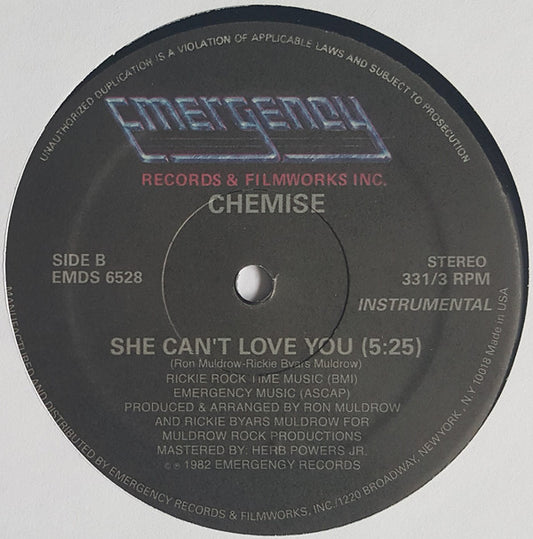 UNAUTHORIZED DUPLICATION IS A VIOLATION OF APPLICABLE LAWS AND SUBJECT TO PROSECUTION
EMERGENCY
RECORDS & FILMWORKS INC.
CHEMISE
SIDE B
EMDS 6528
STEREO
331/3 RPM
INSTRUMENTAL
SHE CAN'T LOVE YOU (5:25)
(Ron Muldrow-Rickie Byars Muldrow)
RICKIE ROCK TIME MUSIC (BMI)
EMERGENCY MUSIC (ASCAP)
PRODUCED & ARRANGED BY RON MULDROW
AND RICKIE BYARS MULDROW FOR
MULDROW ROCK PRODUCTIONS
MASTERED BY: HERB POWERS JR.
© ℗ 1982 EMERGENCY RECORDS
MANUFACTURED AND DISTRIBUTED BY EMERGENCY RECORDS & FILMWORKS, INC./1220 BROADWAY, NEW YORK, N.Y 10018 Made in USA